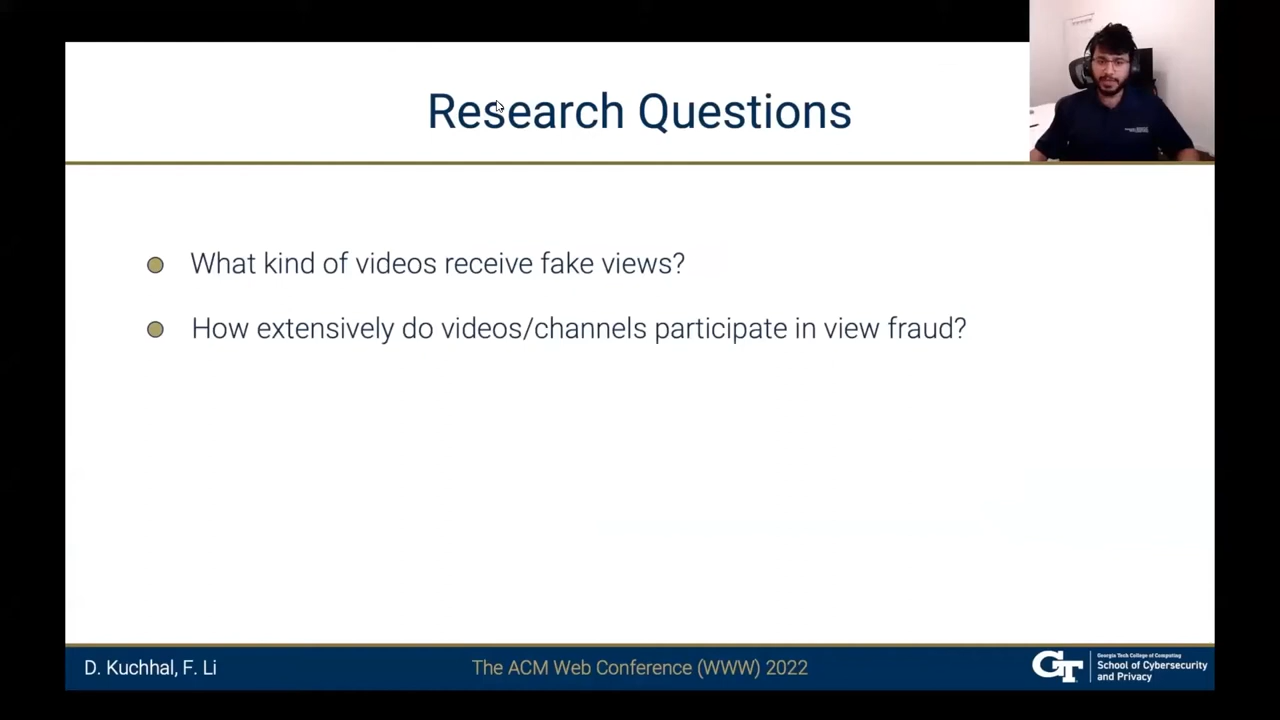 Research Questions
What kind of videos receive fake views?
How extensively do videos/channels participate in view fraud?
D. Kuchhal, F. Li
The ACM Web Conference (WWW) 2022
GT
Georgia Tech College of Computing
School of Cybersecurity
and Privacy